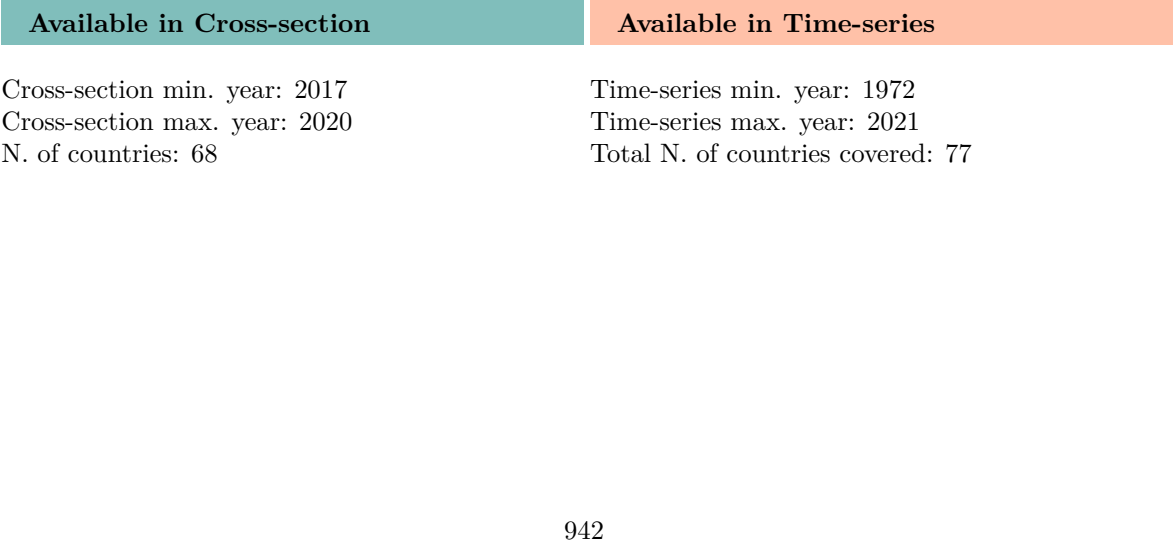 Available in Cross-section
Cross-section min. year: 2017
Cross-section max. year: 2020
N. of countries: 68
Available in Time-series
Time-series min. year: 1972
Time-series max. year: 2021
Total N. of countries covered: 77
942